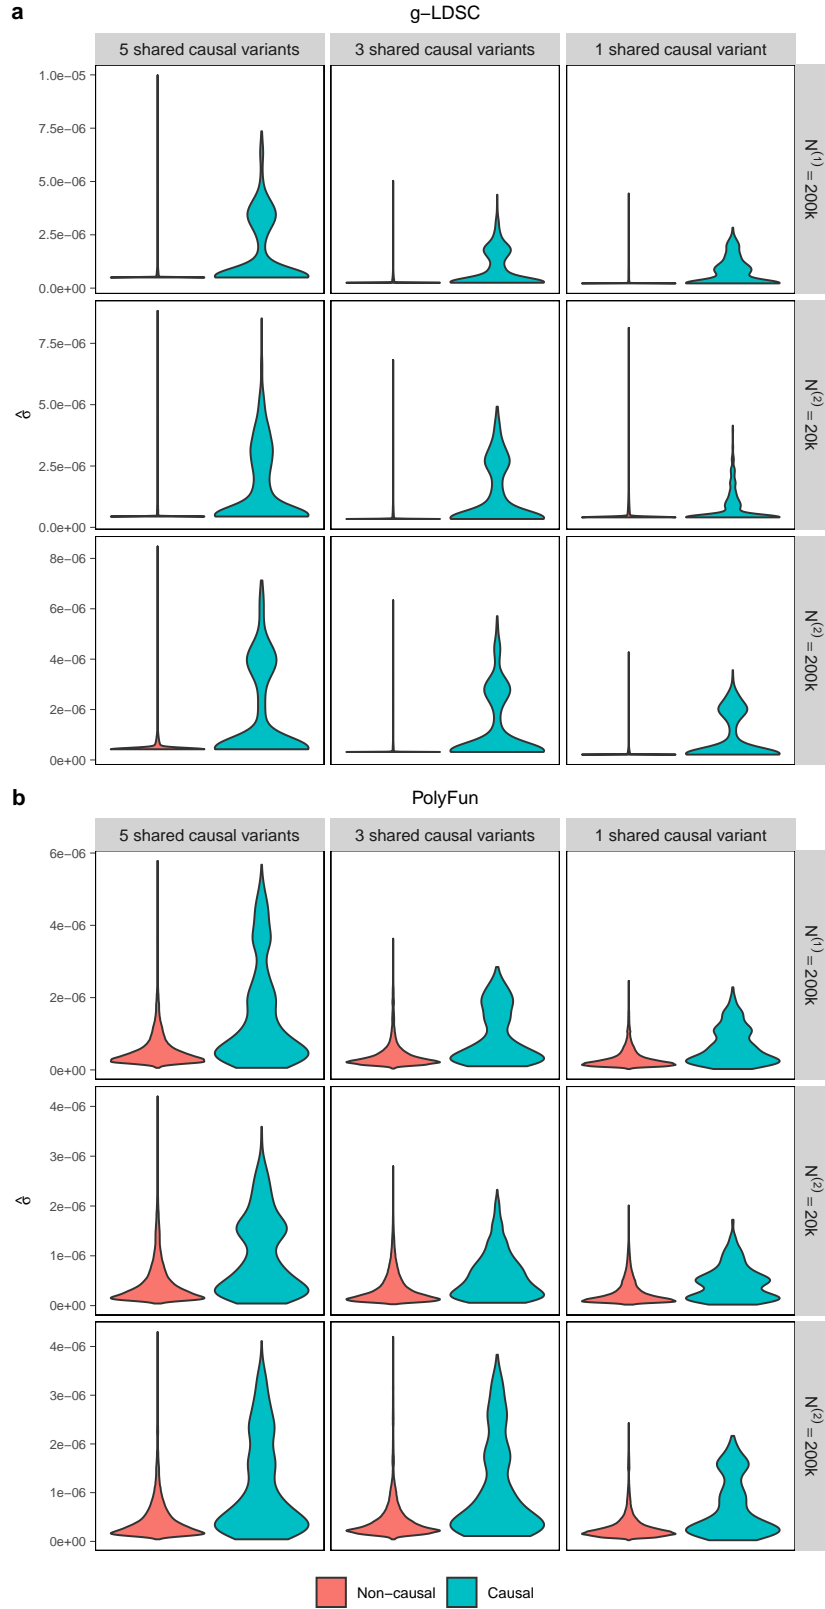 a
g−LDSC
5 shared causal variants
3 shared causal variants
1 shared causal variant
1.0e−05
7.5e−06
5.0e−06
2.5e−06
0.0e+00
N(1) = 200k
7.5e−06
5.0e−06
2.5e−06
0.0e+00
N(2) = 20k
σ̂
8e−06
6e−06
4e−06
2e−06
0e+00
N(2) = 200k
b
PolyFun
5 shared causal variants
3 shared causal variants
1 shared causal variant
6e−06
4e−06
2e−06
0e+00
N(1) = 200k
4e−06
3e−06
2e−06
1e−06
0e+00
N(2) = 20k
σ̂
4e−06
3e−06
2e−06
1e−06
0e+00
N(2) = 200k
Non−causal
Causal